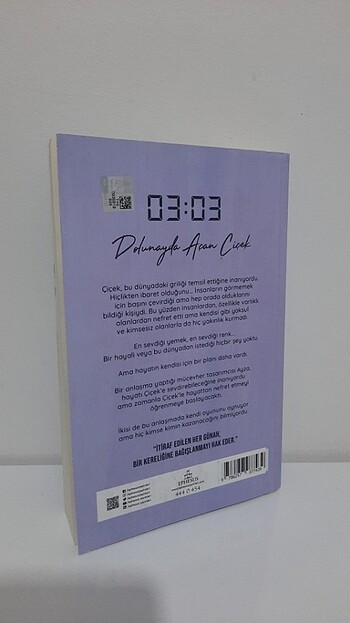 03:03
Dolunayda Açan Çiçek
Çiçek, bu dünyadaki griliği temsil ettiğine inanıyordu.
Hiçlikten ibaret olduğunu... İnsanların görmemek
için başını çevirdiği ama hep orada olduklarını
bildiği kişiydi. Bu yüzden insanlardan, özellikle varlıklı
olanlardan nefret etti ama kendisi gibi yoksul
ve kimsesiz olanlarla da hiç yakınlık kurmadı.
En sevdiği yemek, en sevdiği renk...
Bir hayali veya bu dünyadan istediği hiçbir şey yoktu.
Ama hayatın kendisi için bir planı daha vardı.
Bir anlaşma yaptığı mücevher tasarımcısı Ayza,
hayatı Çiçek'e sevdirebileceğine inanıyordu
ama zamanla Çiçek'le hayattan nefret etmeyi
öğrenmeye başlayacaktı.
İkisi de bu anlaşmada kendi oyununu oynuyor
ama hiç kimse kimin kazanacağını bilmiyordu.
"İTİRAF EDİLEN HER GÜNAH,
BİR KERELİĞİNE BAĞIŞLANMAYI HAK EDER."
EPHESUS
444 0 454